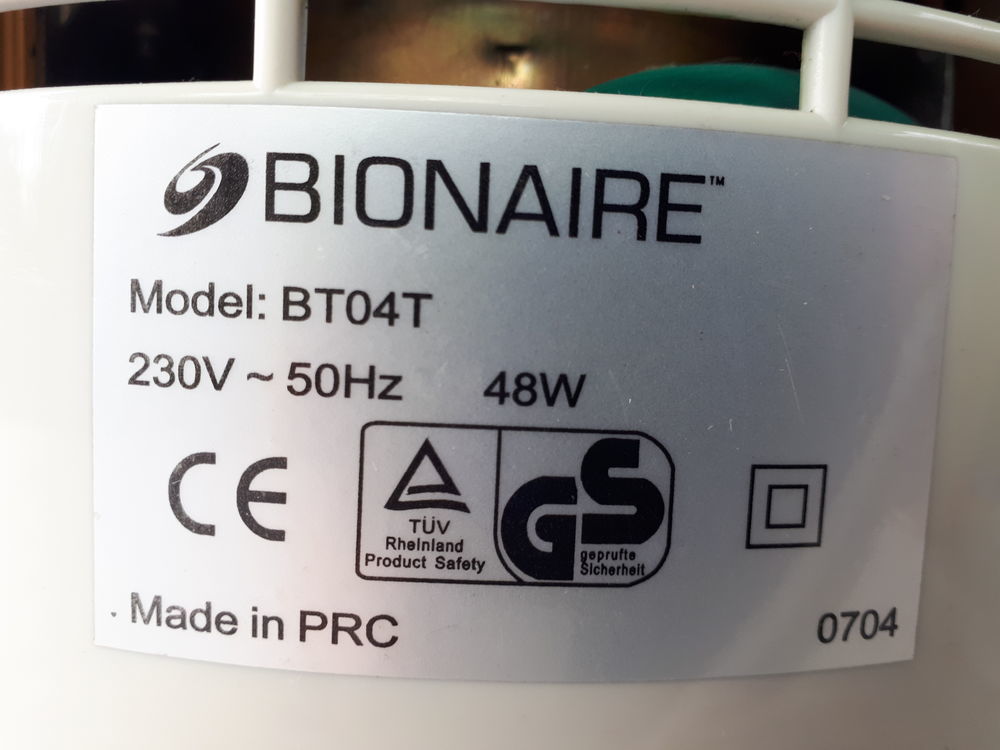 BIONAIRE™
Model: BT04T
230V ~ 50Hz 48W
CE
TÜV
Rheinland
Product Safety
GS
geprufte
Sicherheit
Made in PRC
0704